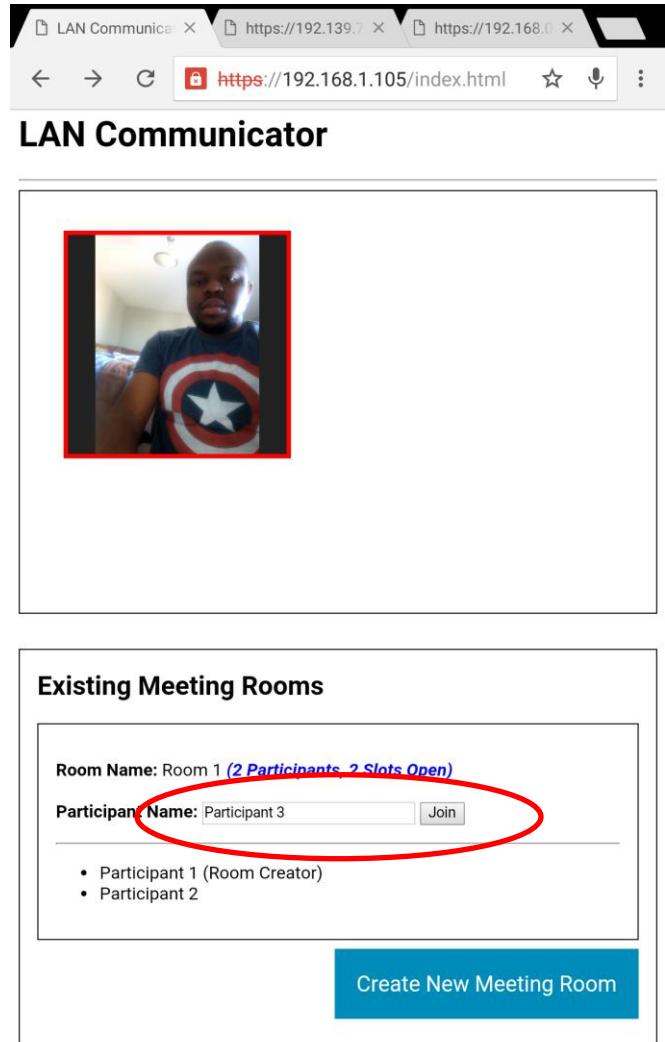 LAN Communica
https://192.139.7
https://192.168.0
https://192.168.1.105/index.html
LAN Communicator
Existing Meeting Rooms
Room Name: Room 1 (2 Participants, 2 Slots Open)
Participant Name: Participant 3 Join
• Participant 1 (Room Creator)
• Participant 2
Create New Meeting Room